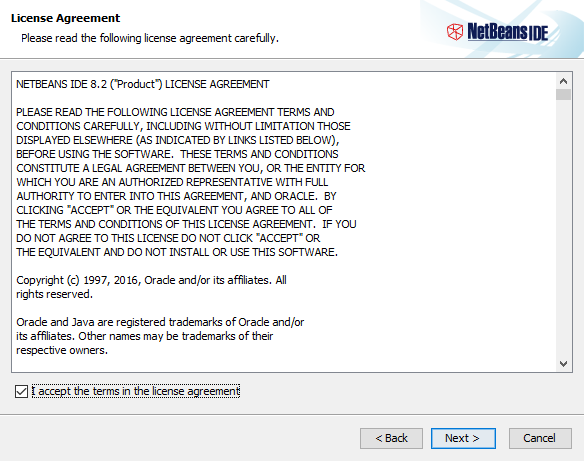 License Agreement
Please read the following license agreement carefully.
NetBeans IDE
NETBEANS IDE 8.2 ("Product") LICENSE AGREEMENT
PLEASE READ THE FOLLOWING LICENSE AGREEMENT TERMS AND
CONDITIONS CAREFULLY, INCLUDING WITHOUT LIMITATION THOSE
DISPLAYED ELSEWHERE (AS INDICATED BY LINKS LISTED BELOW),
BEFORE USING THE SOFTWARE.  THESE TERMS AND CONDITIONS
CONSTITUTE A LEGAL AGREEMENT BETWEEN YOU, OR THE ENTITY FOR
WHICH YOU ARE AN AUTHORIZED REPRESENTATIVE WITH FULL
AUTHORITY TO ENTER INTO THIS AGREEMENT, AND ORACLE.  BY
CLICKING "ACCEPT" OR THE EQUIVALENT YOU AGREE TO ALL OF
THE TERMS AND CONDITIONS OF THIS LICENSE AGREEMENT.  IF YOU
DO NOT AGREE TO THIS LICENSE DO NOT CLICK "ACCEPT" OR
THE EQUIVALENT AND DO NOT INSTALL OR USE THIS SOFTWARE.
Copyright (c) 1997, 2016, Oracle and/or its affiliates. All
rights reserved.
Oracle and Java are registered trademarks of Oracle and/or
its affiliates. Other names may be trademarks of their
respective owners.
I accept the terms in the license agreement
< Back
Next >
Cancel